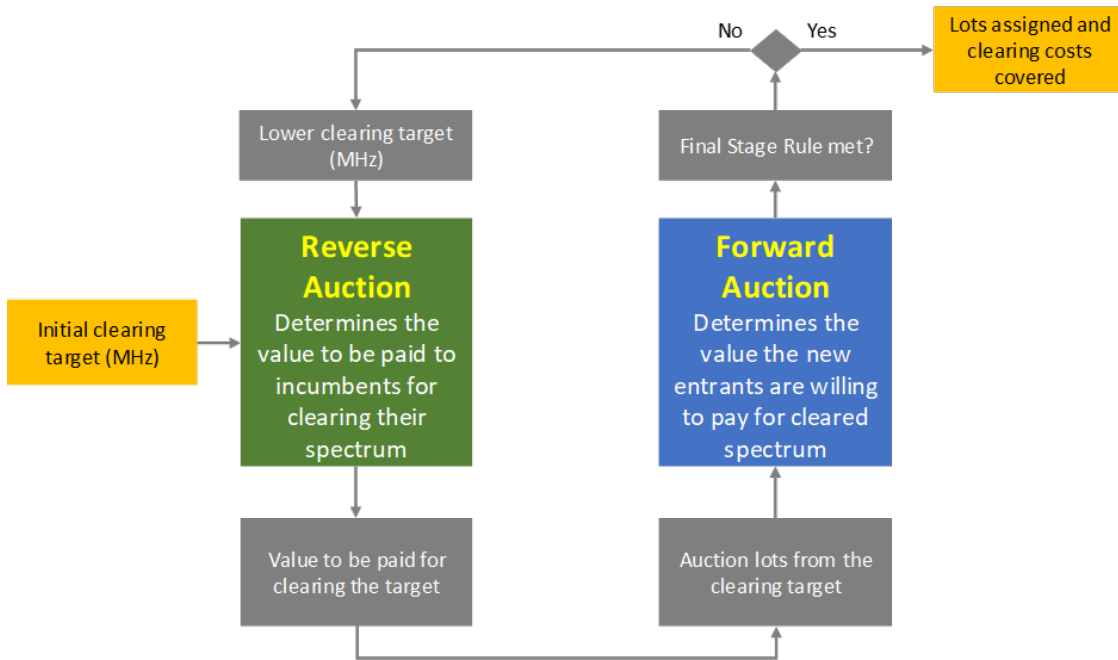 No
Yes
Lots assigned and
clearing costs
covered
Lower clearing target
(MHz)
Final Stage Rule met?
Reverse
Auction
Determines the
value to be paid to
incumbents for
clearing their
spectrum
Forward
Auction
Determines the
value the new
entrants are willing
to pay for cleared
spectrum
Initial clearing
target (MHz)
Value to be paid for
clearing the target
Auction lots from the
clearing target